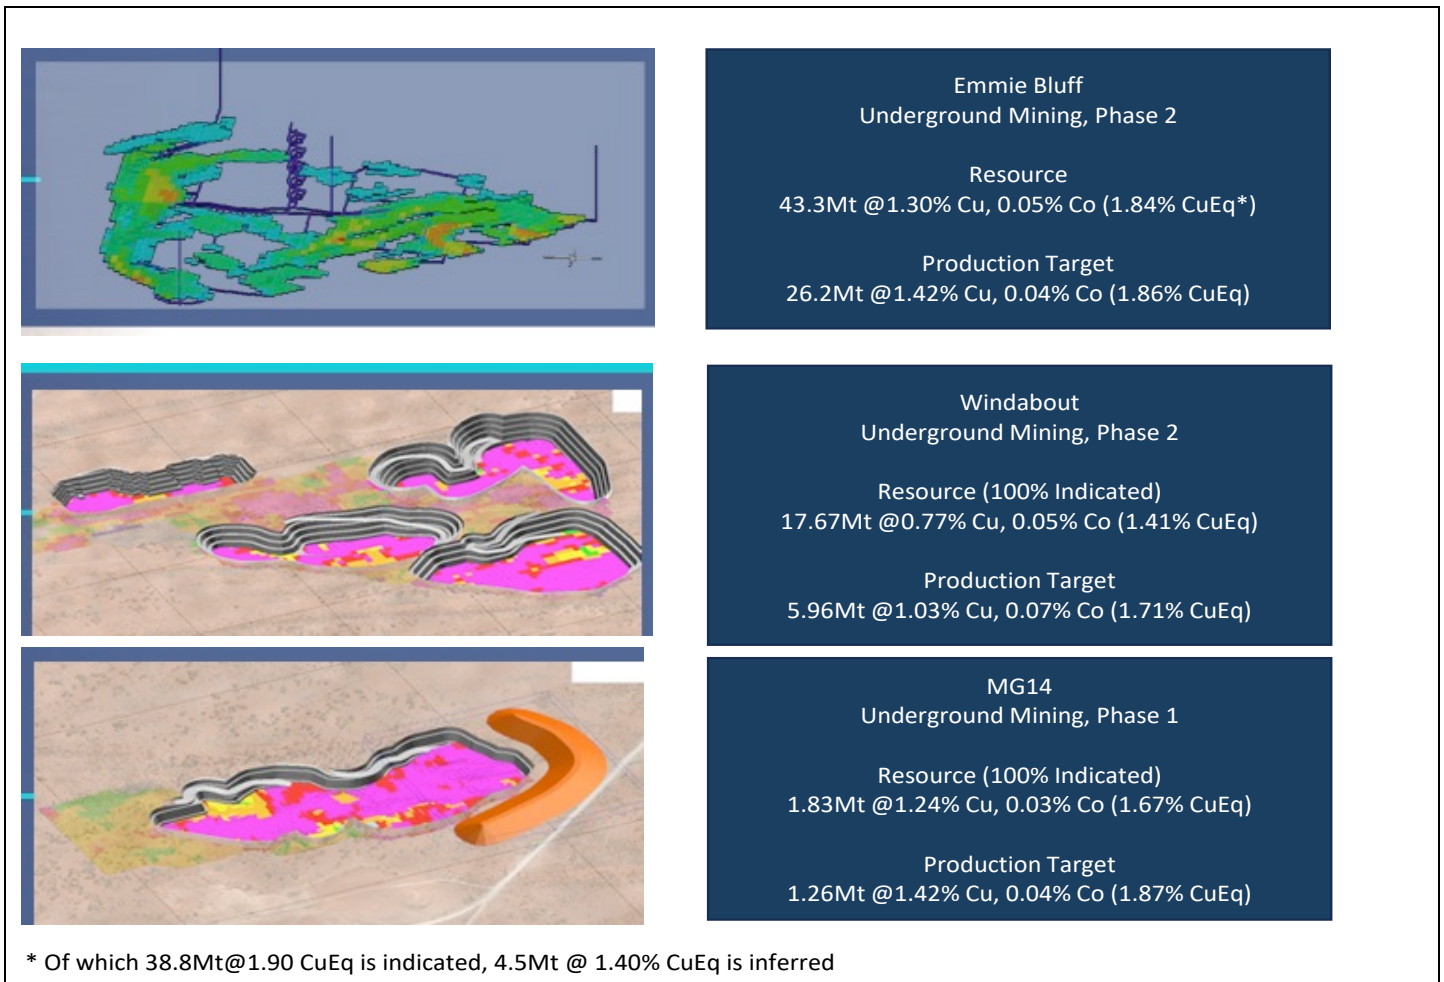 Emmie Bluff
Underground Mining, Phase 2
Resource
43.3Mt @1.30% Cu, 0.05% Co (1.84% CuEq*)
Production Target
26.2Mt @1.42% Cu, 0.04% Co (1.86% CuEq)
Windabout
Underground Mining, Phase 2
Resource (100% Indicated)
17.67Mt @0.77% Cu, 0.05% Co (1.41% CuEq)
Production Target
5.96Mt @1.03% Cu, 0.07% Co (1.71% CuEq)
MG14
Underground Mining, Phase 1
Resource (100% Indicated)
1.83Mt @1.24% Cu, 0.03% Co (1.67% CuEq)
Production Target
1.26Mt @1.42% Cu, 0.04% Co (1.87% CuEq)
* Of which 38.8Mt@1.90 CuEq is indicated, 4.5Mt @ 1.40% CuEq is inferred